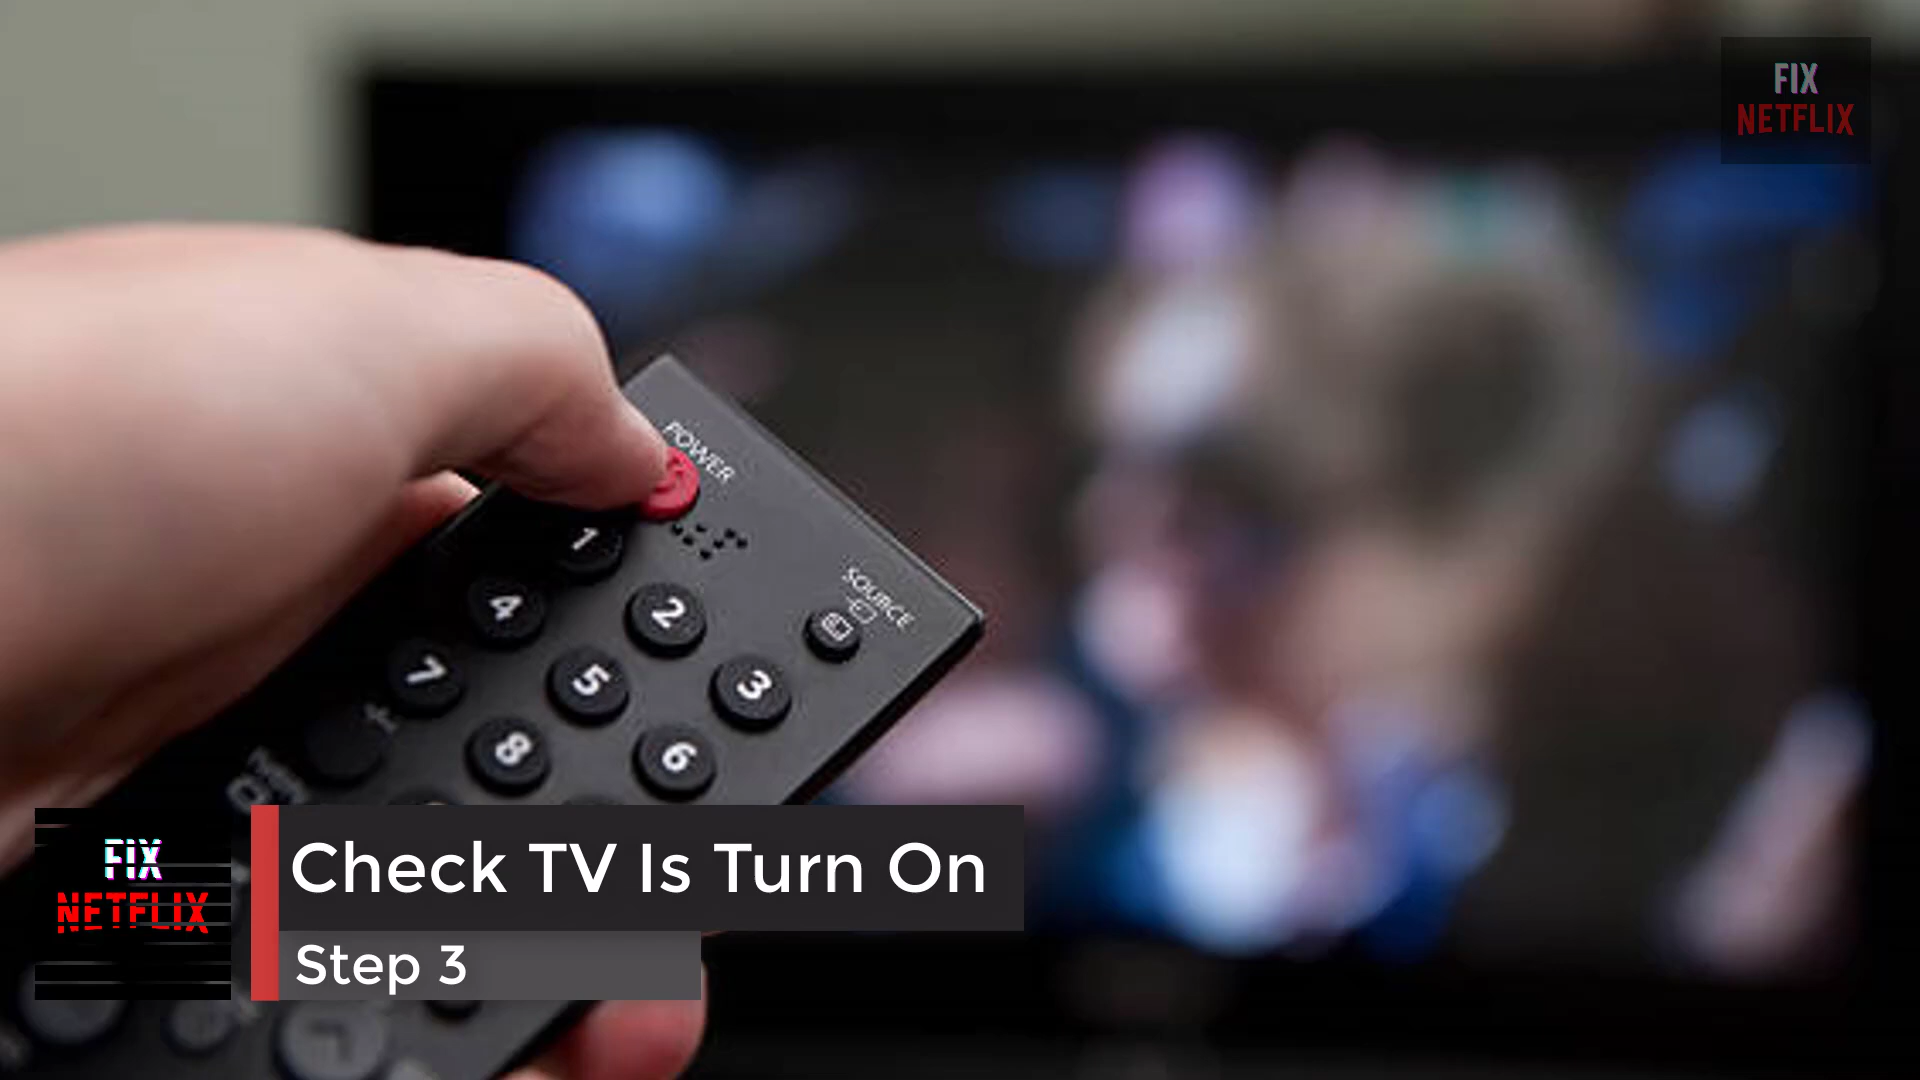 FIX
NETFLIX
POWER
SOURCE
1
2
3
4
5
6
7
8
FIX
NETFLIX
Check TV Is Turn On
Step 3